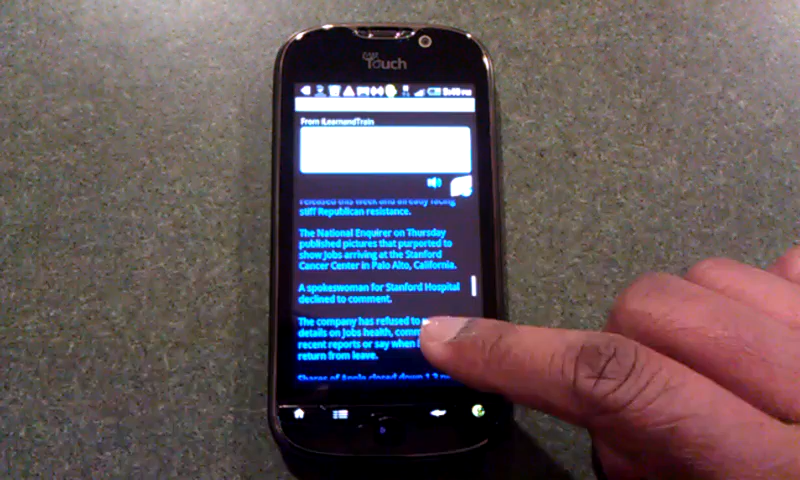 my
Touch
From iLearnandTrain
released this week and already facing
stiff Republican resistance.
The National Enquirer on Thursday
published pictures that purported to
show Jobs arriving at the Stanford
Cancer Center in Palo Alto, California.
A spokeswoman for Stanford Hospital
declined to comment.
The company has refused to
details on Jobs health,
recent reports or say when
return from leave.
Shares of Apple closed down